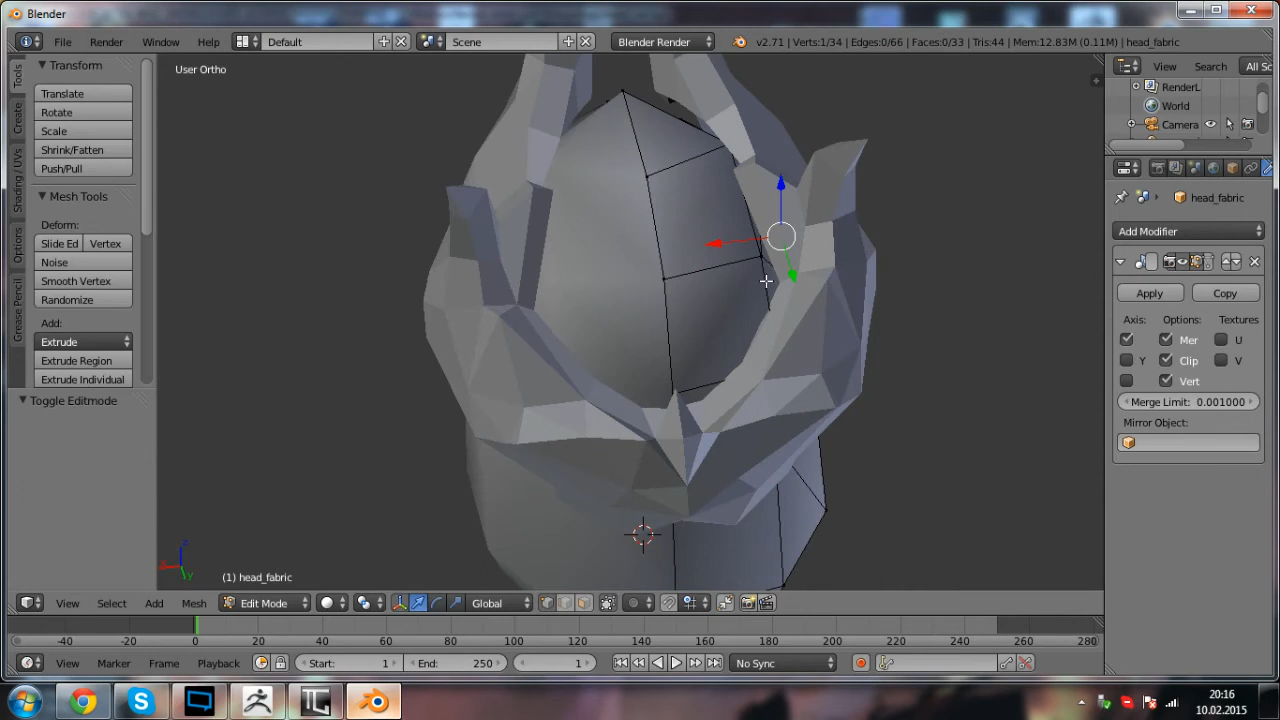 Blender
File Render Window Help Default Scene Blender Render v2.71 | Verts:1/34 | Edges:0/66 | Faces:0/33 | Tris:44 | Mem:12.83M (0.11M) | head_fabric
User Ortho
Tools
Create
Shading / UVs
Options
Grease Pencil
Transform
Translate
Rotate
Scale
Shrink/Fatten
Push/Pull
Mesh Tools
Deform:
Slide Ed Vertex
Noise
Smooth Vertex
Randomize
Add:
Extrude
Extrude Region
Extrude Individual
Toggle Editmode
View Search All Sc
RenderL
World
Camera
head_fabric
Add Modifier
Apply Copy
Axis: Options: Textures
Mer U
Y Clip V
Vert
Merge Limit: 0.001000
Mirror Object:
z
y
(1) head_fabric
View Select Add Mesh Edit Mode Global
-40 -20 0 20 40 60 80 100 120 140 160 180 200 220 240 260 280
View Marker Frame Playback Start: 1 End: 250 1 No Sync
20:16
10.02.2015